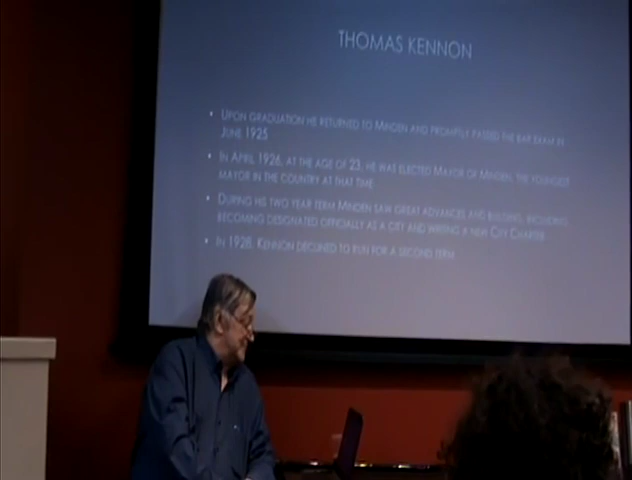 THOMAS KENNON
• UPON GRADUATION HE RETURNED TO MINDEN AND PROMPTLY PASSED THE BAR EXAM IN
JUNE 1925
• IN APRIL 1926, AT THE AGE OF 23, HE WAS ELECTED MAYOR OF MINDEN, THE YOUNGEST
MAYOR IN THE COUNTRY AT THAT TIME
• DURING HIS TWO YEAR TERM MINDEN SAW GREAT ADVANCES AND BUILDING, INCLUDING
BECOMING DESIGNATED OFFICIALLY AS A CITY AND WRITING A NEW CITY CHARTER
• IN 1928, KENNON DECLINED TO RUN FOR A SECOND TERM